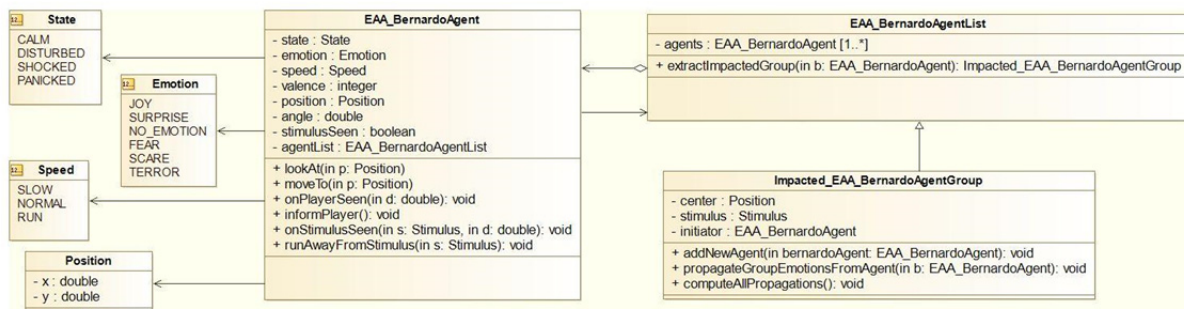 State
CALM
DISTURBED
SHOCKED
PANICKED
Emotion
JOY
SURPRISE
NO_EMOTION
FEAR
SCARE
TERROR
Speed
SLOW
NORMAL
RUN
Position
- x : double
- y : double
EAA_BernardoAgent
- state : State
- emotion : Emotion
- speed : Speed
- valence : integer
- position : Position
- angle : double
- stimulusSeen : boolean
- agentList : EAA_BernardoAgentList
+ lookAt(in p: Position)
+ moveTo(in p: Position)
+ onPlayerSeen(in d: double): void
+ informPlayer(): void
+ onStimulusSeen(in s: Stimulus, in d: double): void
+ runAwayFromStimulus(in s: Stimulus): void
EAA_BernardoAgentList
- agents : EAA_BernardoAgent [1..*]
+ extractImpactedGroup(in b: EAA_BernardoAgent): Impacted_EAA_BernardoAgentGroup
Impacted_EAA_BernardoAgentGroup
- center : Position
- stimulus : Stimulus
- initiator : EAA_BernardoAgent
+ addNewAgent(in bernardoAgent: EAA_BernardoAgent): void
+ propagateGroupEmotionsFromAgent(in b: EAA_BernardoAgent): void
+ computeAllPropagations(): void